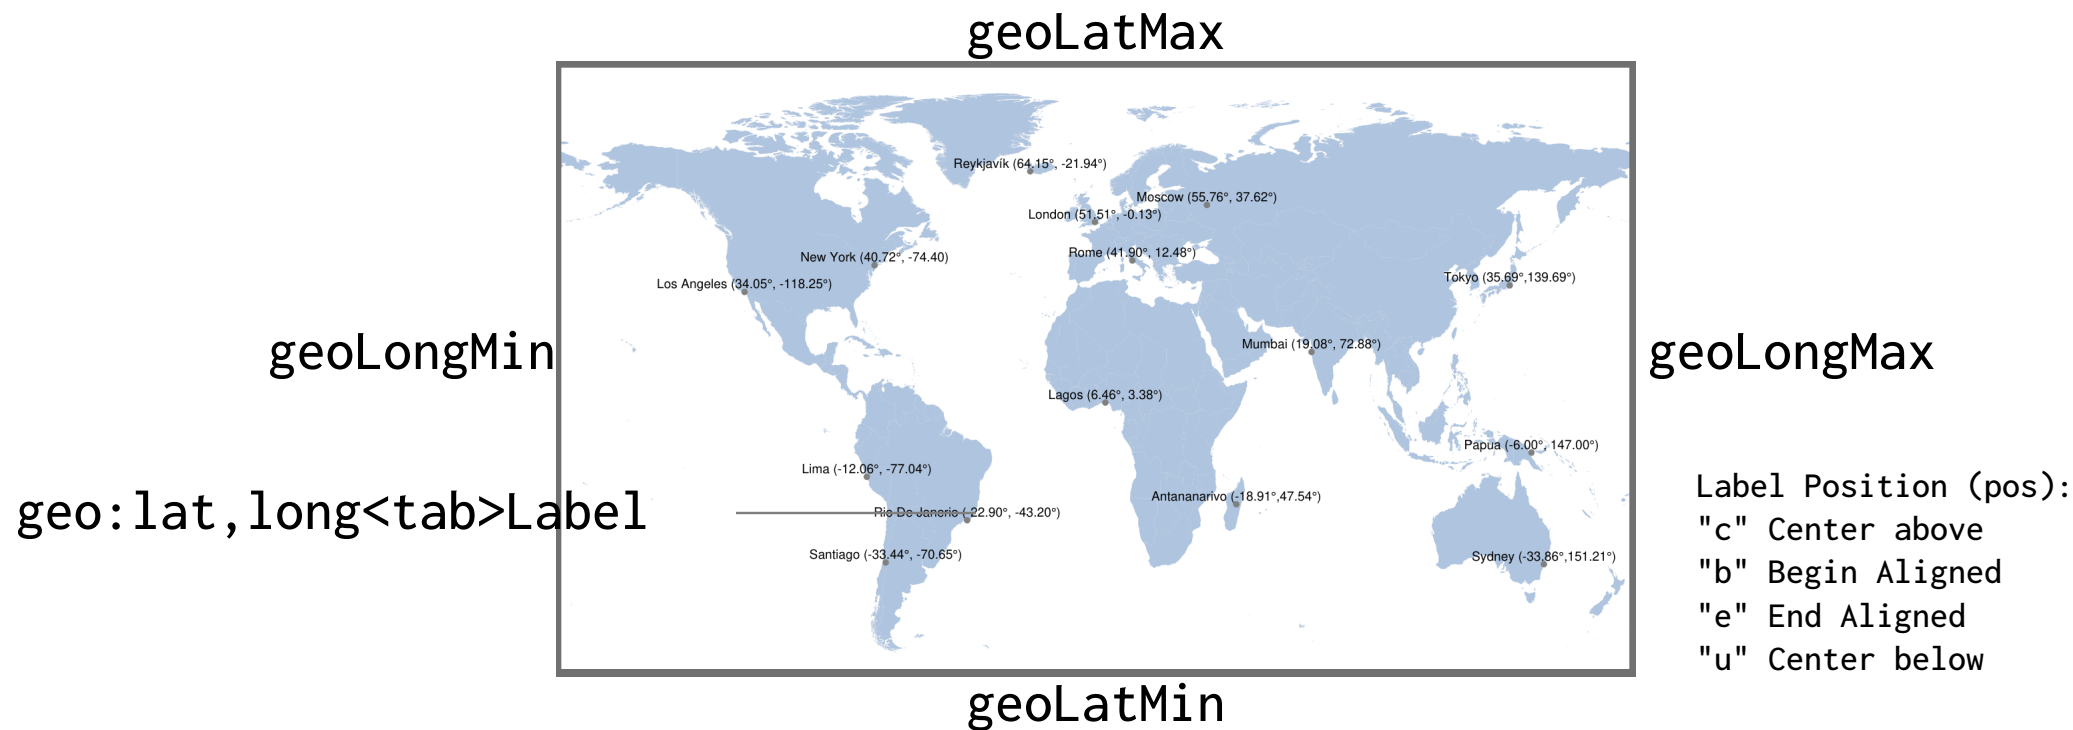 geoLatMax
Reykjavík (64.15°, -21.94°)
Moscow (55.76°, 37.62°)
London (51.51°, -0.13°)
Rome (41.90°, 12.48°)
New York (40.72°, -74.40)
Tokyo (35.69°,139.69°)
Los Angeles (34.05°, -118.25°)
geoLongMin
Mumbai (19.08°, 72.88°)
geoLongMax
Lagos (6.46°, 3.38°)
Papua (-6.00°, 147.00°)
Lima (-12.06°, -77.04°)
Antananarivo (-18.91°,47.54°)
geo:lat,long<tab>Label
Rio De Janerio (-22.90°, -43.20°)
Santiago (-33.44°, -70.65°)
Sydney (-33.86°,151.21°)
Label Position (pos):
"c" Center above
"b" Begin Aligned
"e" End Aligned
"u" Center below
geoLatMin